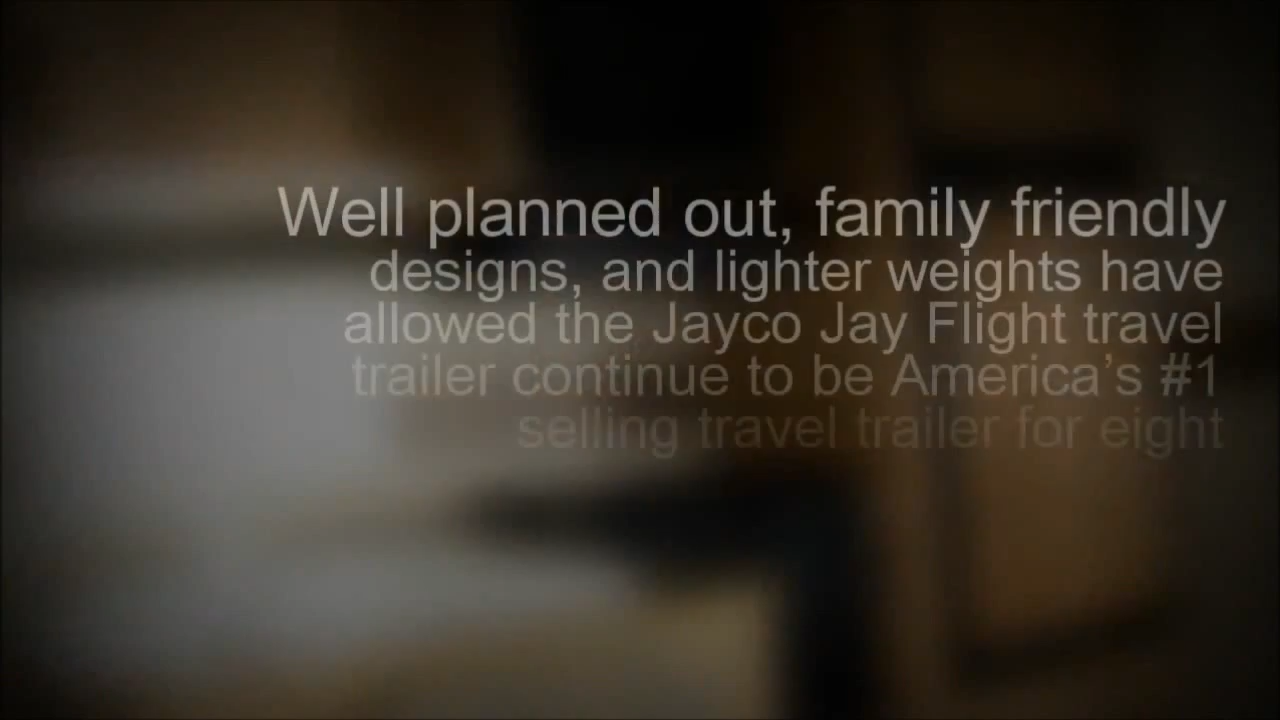 Well planned out, family friendly
designs, and lighter weights have
allowed the Jayco Jay Flight travel
trailer continue to be America’s #1
selling travel trailer for eight